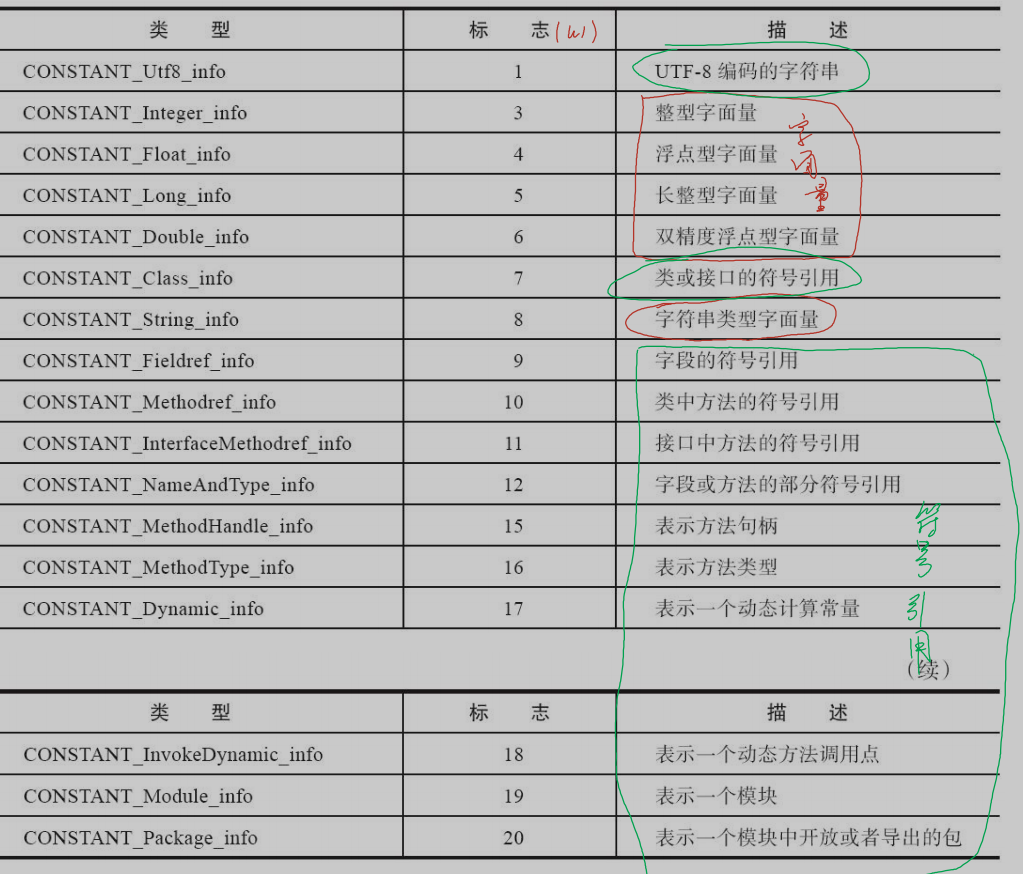 类 型 标 志(u1) 描 述
CONSTANT_Utf8_info 1 UTF-8 编码的字符串
CONSTANT_Integer_info 3 整型字面量
CONSTANT_Float_info 4 浮点型字面量
CONSTANT_Long_info 5 长整型字面量
CONSTANT_Double_info 6 双精度浮点型字面量
字面量
CONSTANT_Class_info 7 类或接口的符号引用
CONSTANT_String_info 8 字符串类型字面量
CONSTANT_Fieldref_info 9 字段的符号引用
CONSTANT_Methodref_info 10 类中方法的符号引用
CONSTANT_InterfaceMethodref_info 11 接口中方法的符号引用
CONSTANT_NameAndType_info 12 字段或方法的部分符号引用
CONSTANT_MethodHandle_info 15 表示方法句柄
CONSTANT_MethodType_info 16 表示方法类型
CONSTANT_Dynamic_info 17 表示一个动态计算常量
符号引用
（续）
类 型 标 志 描 述
CONSTANT_InvokeDynamic_info 18 表示一个动态方法调用点
CONSTANT_Module_info 19 表示一个模块
CONSTANT_Package_info 20 表示一个模块中开放或者导出的包